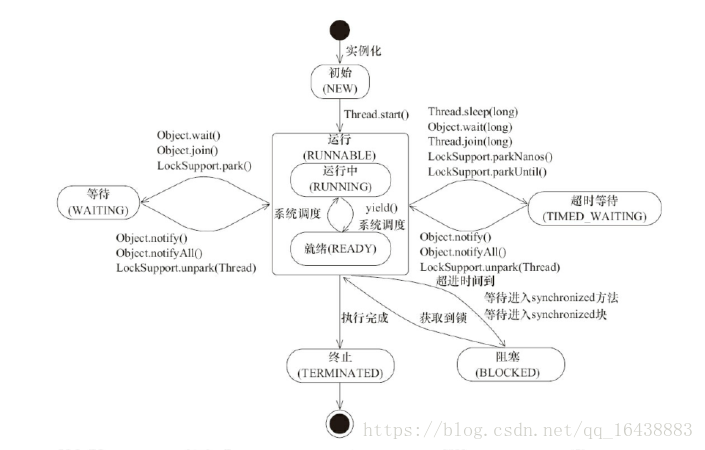 实例化
初始
(NEW)
Thread.start()
Object.wait()
Object.join()
LockSupport.park()
Thread.sleep(long)
Object.wait(long)
Thread.join(long)
LockSupport.parkNanos()
LockSupport.parkUntil()
运行
(RUNNABLE)
运行中
(RUNNING)
系统调度
yield()
系统调度
就绪(READY)
等待
(WAITING)
超时等待
(TIMED_WAITING)
Object.notify()
Object.notifyAll()
LockSupport.unpark(Thread)
Object.notify()
Object.notifyAll()
LockSupport.unpark(Thread)
超进时间到
等待进入synchronized方法
等待进入synchronized块
执行完成
获取到锁
终止
(TERMINATED)
阻塞
(BLOCKED)
https://blog.csdn.net/qq_16438883